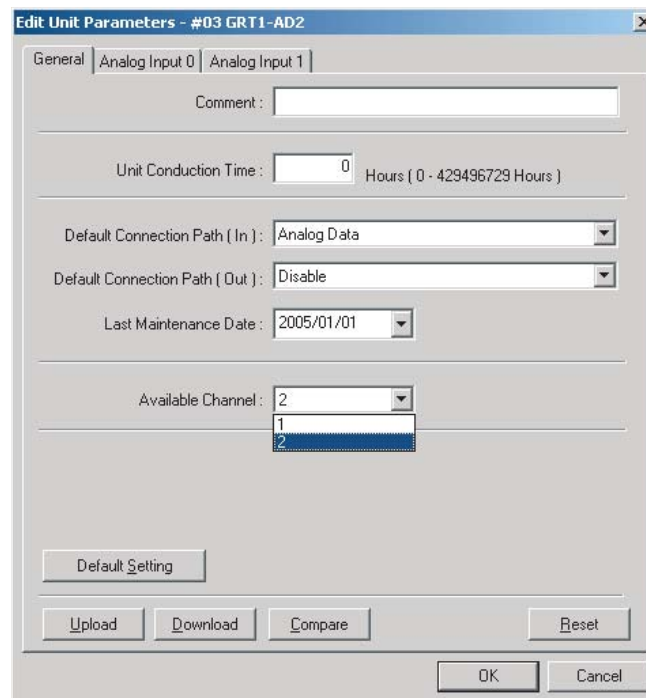 Edit Unit Parameters - #03 GRT1-AD2
General Analog Input 0 Analog Input 1
Comment :
Unit Conduction Time : 0 Hours ( 0 - 429496729 Hours )
Default Connection Path ( In ) : Analog Data
Default Connection Path ( Out ) : Disable
Last Maintenance Date : 2005/01/01
Available Channel : 2
1
2
Default Setting
Upload Download Compare Reset
OK Cancel